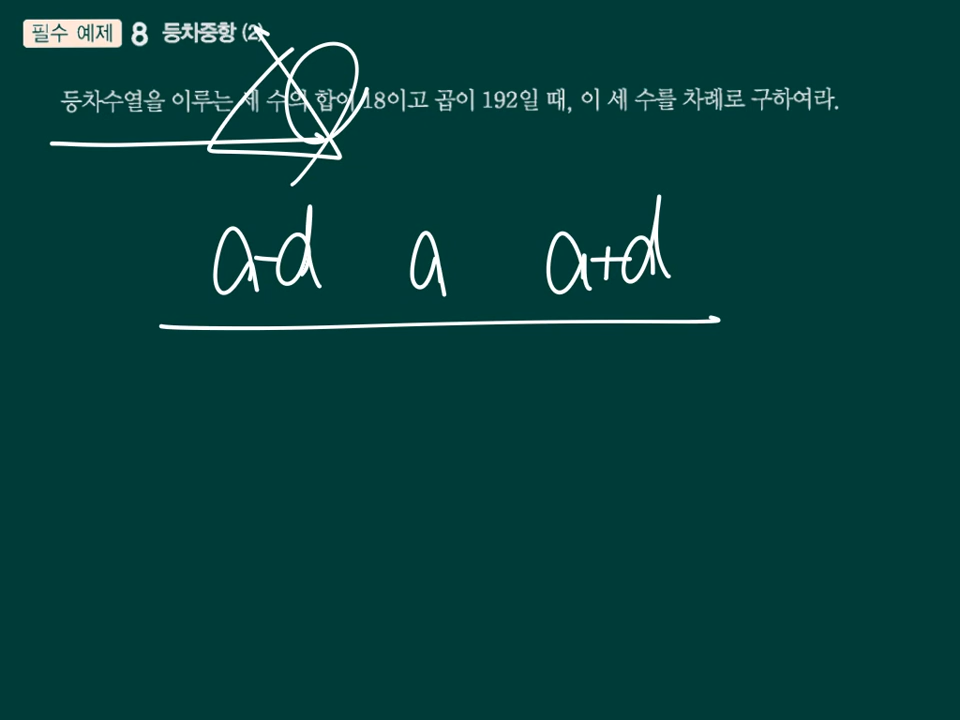 필수 예제 8 등차중항 (2)
등차수열을 이루는 세 수의 합이 18이고 곱이 192일 때, 이 세 수를 차례로 구하여라.
a-d a a+d